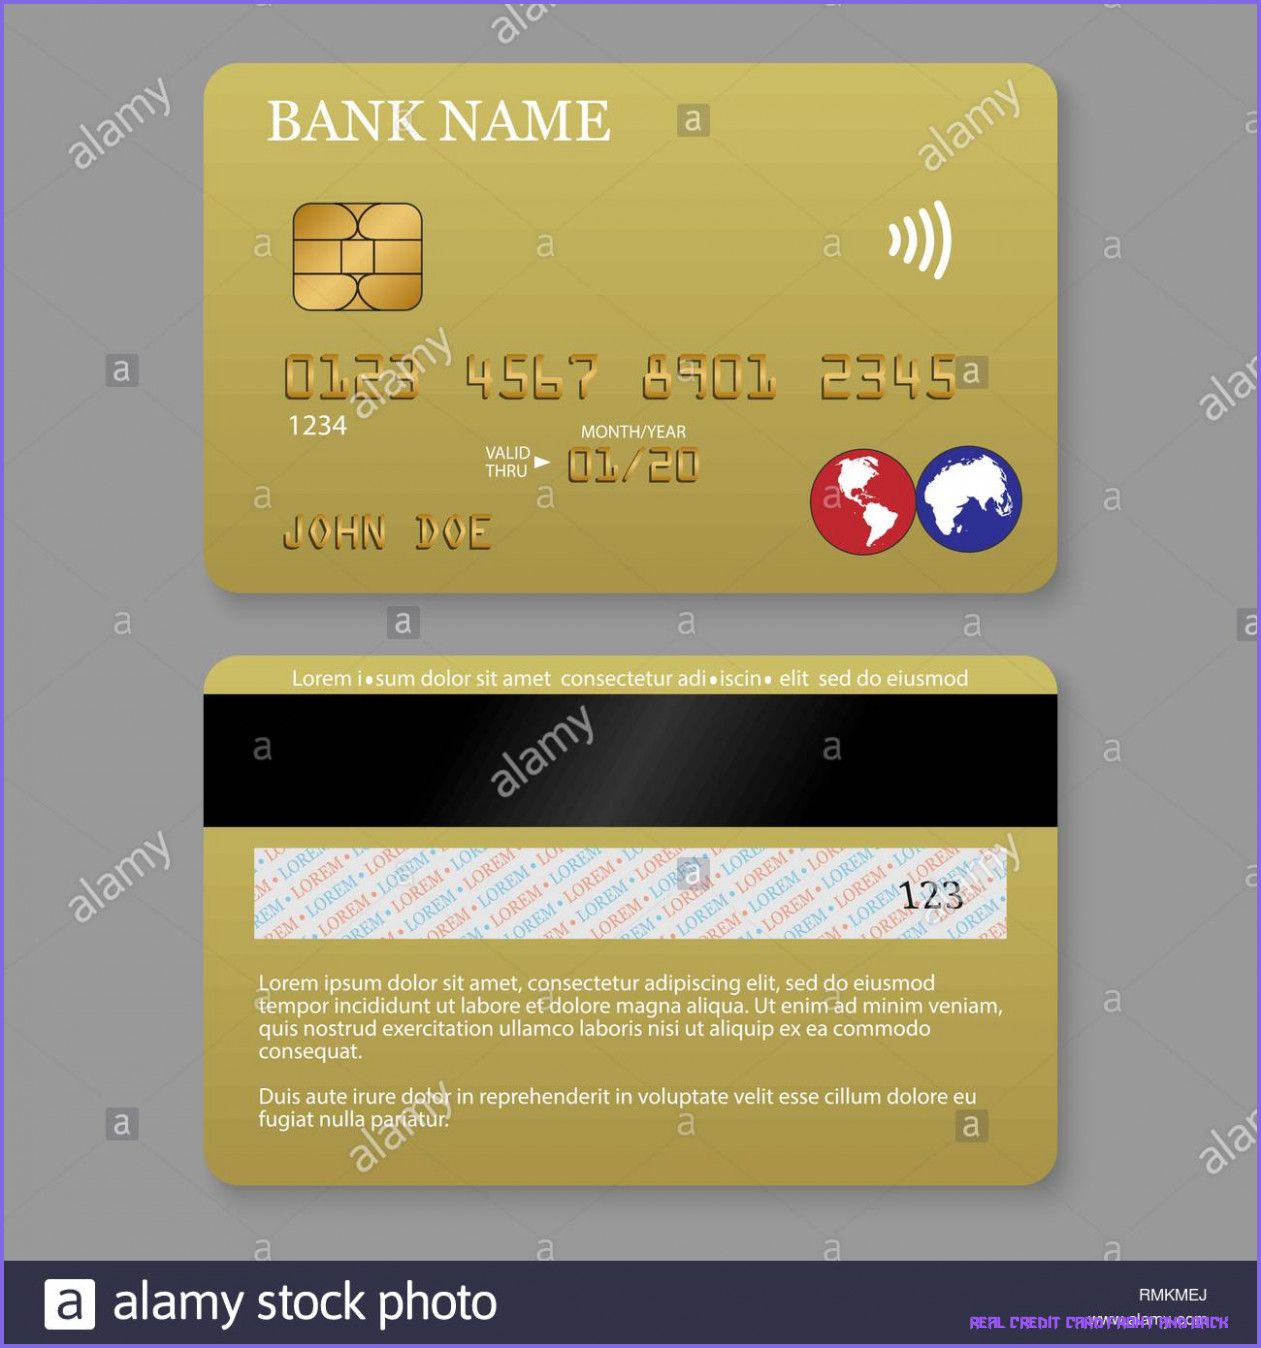 BANK NAME
0123 4567 8901 2345
1234
MONTH/YEAR
VALID
THRU
01/20
JOHN DOE
Lorem i•sum dolor sit amet consectetur adi•iscin• elit sed do eiusmod
LOREM • LOREM • LOREM • LOREM
123
Lorem ipsum dolor sit amet, consectetur adipiscing elit, sed do eiusmod
tempor incididunt ut labore et dolore magna aliqua. Ut enim ad minim veniam,
quis nostrud exercitation ullamco laboris nisi ut aliquip ex ea commodo
consequat.
Duis aute irure dolor in reprehenderit in voluptate velit esse cillum dolore eu
fugiat nulla pariatur.
alamy
a alamy stock photo
RMKMEJ
www.alamy.com
REAL CREDIT CARD FRONT AND BACK